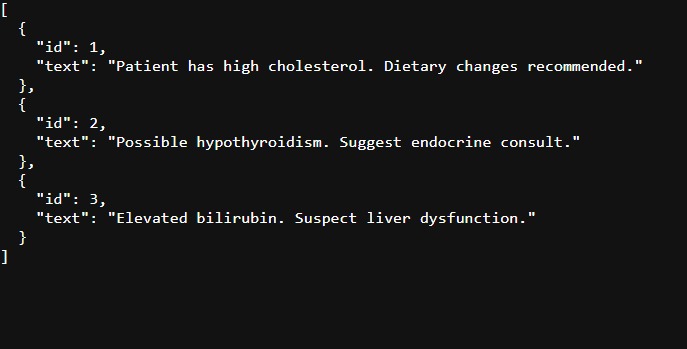 [
  {
    "id": 1,
    "text": "Patient has high cholesterol. Dietary changes recommended."
  },
  {
    "id": 2,
    "text": "Possible hypothyroidism. Suggest endocrine consult."
  },
  {
    "id": 3,
    "text": "Elevated bilirubin. Suspect liver dysfunction."
  }
]